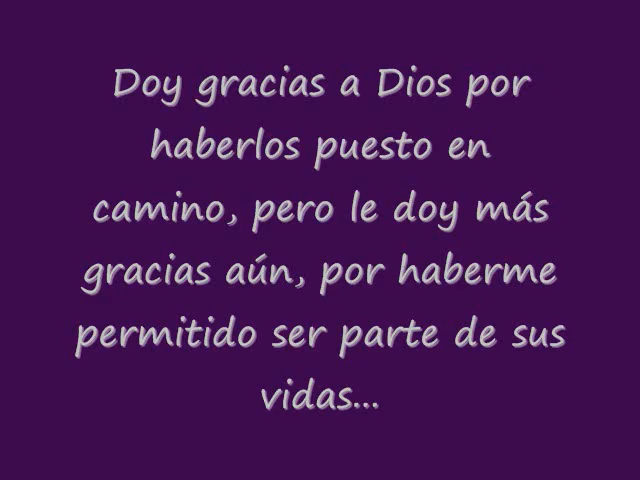 Doy gracias a Dios por
haberlos puesto en
camino, pero le doy más
gracias aún, por haberme
permitido ser parte de sus
vidas...